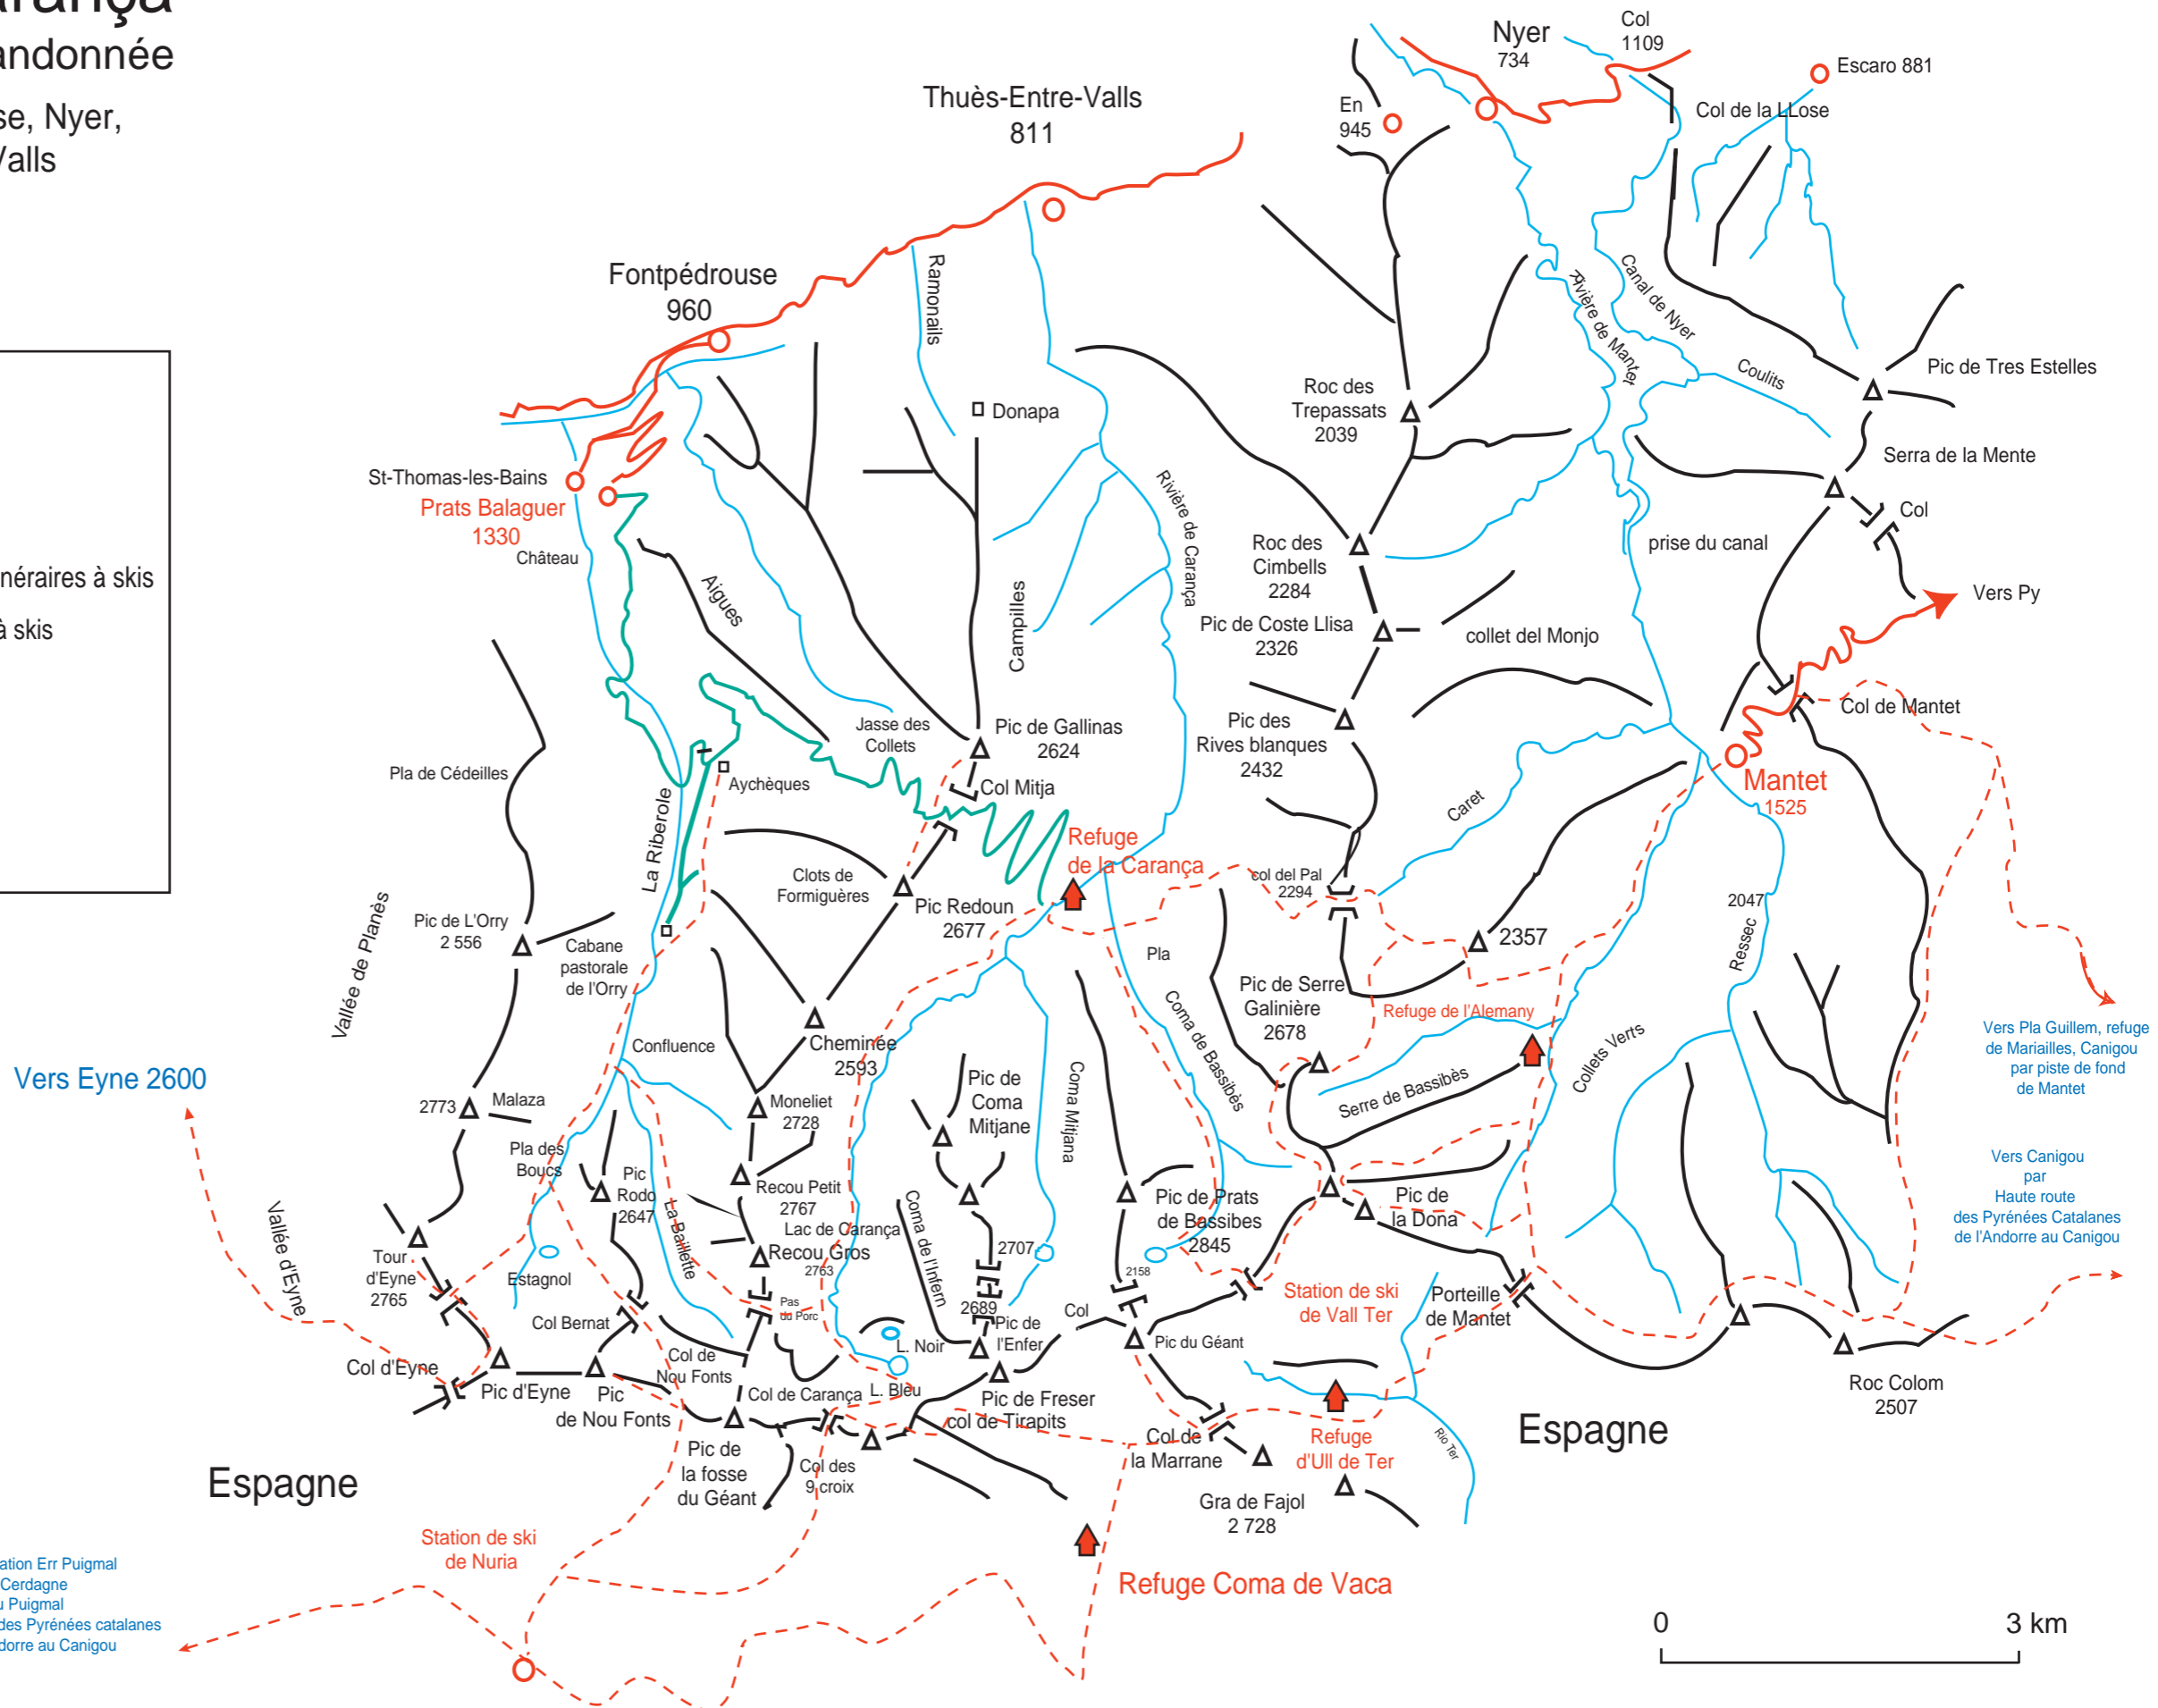 arança
andonnée
se, Nyer,
Valls
néraires à skis
à skis
Nyer
734
Col
1109
Escaro 881
En
945
Col de la LLose
Thuès-Entre-Valls
811
Fontpédrouse
960
Ramonails
Rivière de Mantet
Canal de Nyer
Coulits
Pic de Tres Estelles
Donapa
Roc des
Trepassats
2039
Serra de la Mente
St-Thomas-les-Bains
Prats Balaguer
1330
Château
Rivière de Carança
Col
prise du canal
Roc des
Cimbells
2284
Aigues
Campilles
Vers Py
Pic de Coste Llisa
2326
collet del Monjo
Col de Mantet
Jasse des
Collets
Pic de Gallinas
2624
Pic des
Rives blanques
2432
Pla de Cédeilles
Aychèques
Col Mitja
Mantet
1525
La Riberole
Caret
Refuge
de la Carança
Clots de
Formiguères
col del Pal
2294
Vallée de Planès
Pic de L'Orry
2 556
Pic Redoun
2677
2047
Ressec
2357
Cabane
pastorale
de l'Orry
Pla
Pic de Serre
Galinière
2678
Refuge de l'Alemany
Coma de Bassibès
Confluence
Cheminée
2593
Collets Verts
Vers Pla Guillem, refuge
de Mariailles, Canigou
par piste de fond
de Mantet
Vers Eyne 2600
Serre de Bassibès
2773
Malaza
Moneliet
2728
Pic de
Coma
Mitjane
Coma Mitjana
Pla des
Boucs
Pic
Rodo
2647
Recou Petit
2767
Vers Canigou
par
Haute route
des Pyrénées Catalanes
de l'Andorre au Canigou
Pic de Prats
de Bassibes
2845
Pic de
la Dona
Vallée d'Eyne
La Baillette
Lac de Carança
Recou Gros
2763
Coma de l'Infern
2707
Tour
d'Eyne
2765
Estagnol
2158
Station de ski
de Vall Ter
Porteille
de Mantet
Pas
du Porc
2689
Col
Col Bernat
Pic de
l'Enfer
L. Noir
Pic du Géant
Col d'Eyne
Col de
Nou Fonts
Pic d'Eyne
Pic
de Nou Fonts
Col de Carança
L. Bleu
Pic de Freser
col de Tirapits
Roc Colom
2507
Espagne
Pic de
la fosse
du Géant
Col des
9 croix
Col de
la Marrane
Refuge
d'Ull de Ter
Rio Ter
Espagne
Gra de Fajol
2 728
Station de ski
de Nuria
Refuge Coma de Vaca
ation Err Puigmal
Cerdagne
u Puigmal
des Pyrénées catalanes
dorre au Canigou
0
3 km